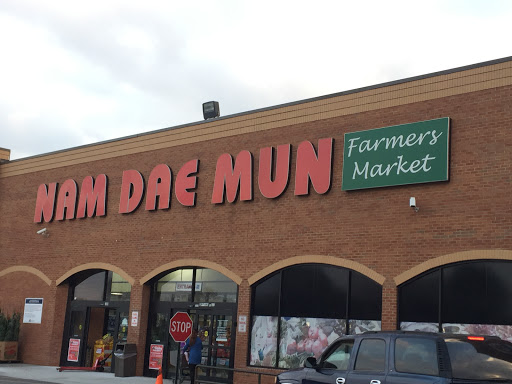 NAM DAE MUN
Farmers
Market
STOP